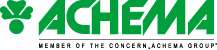 ACHEMA
MEMBER OF THE CONCERN „ACHEMA GROUP